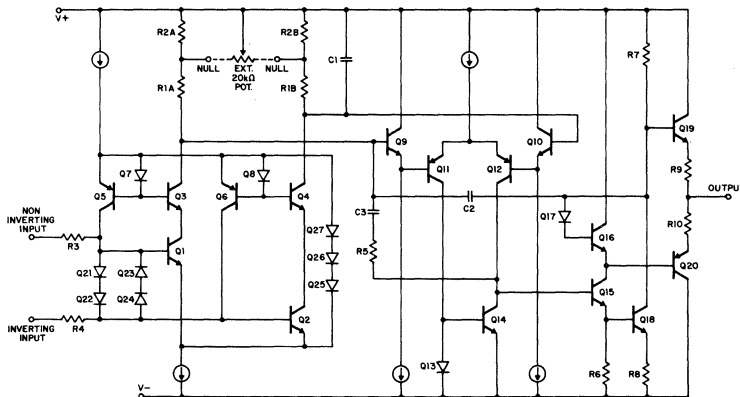 V+
R2A
R2B
NULL
EXT.
20kΩ
POT.
NULL
C1
R1A
R1B
R7
Q19
Q9
Q10
Q11
Q12
Q7
Q8
Q5
Q3
Q6
Q4
R9
OUTPUT
C2
C3
Q17
Q16
R10
NON
INVERTING
INPUT
R3
Q27
Q26
Q25
R5
Q1
Q21
Q23
Q22
Q24
Q20
Q15
Q18
INVERTING
INPUT
R4
Q2
Q14
Q13
R6
R8
V-